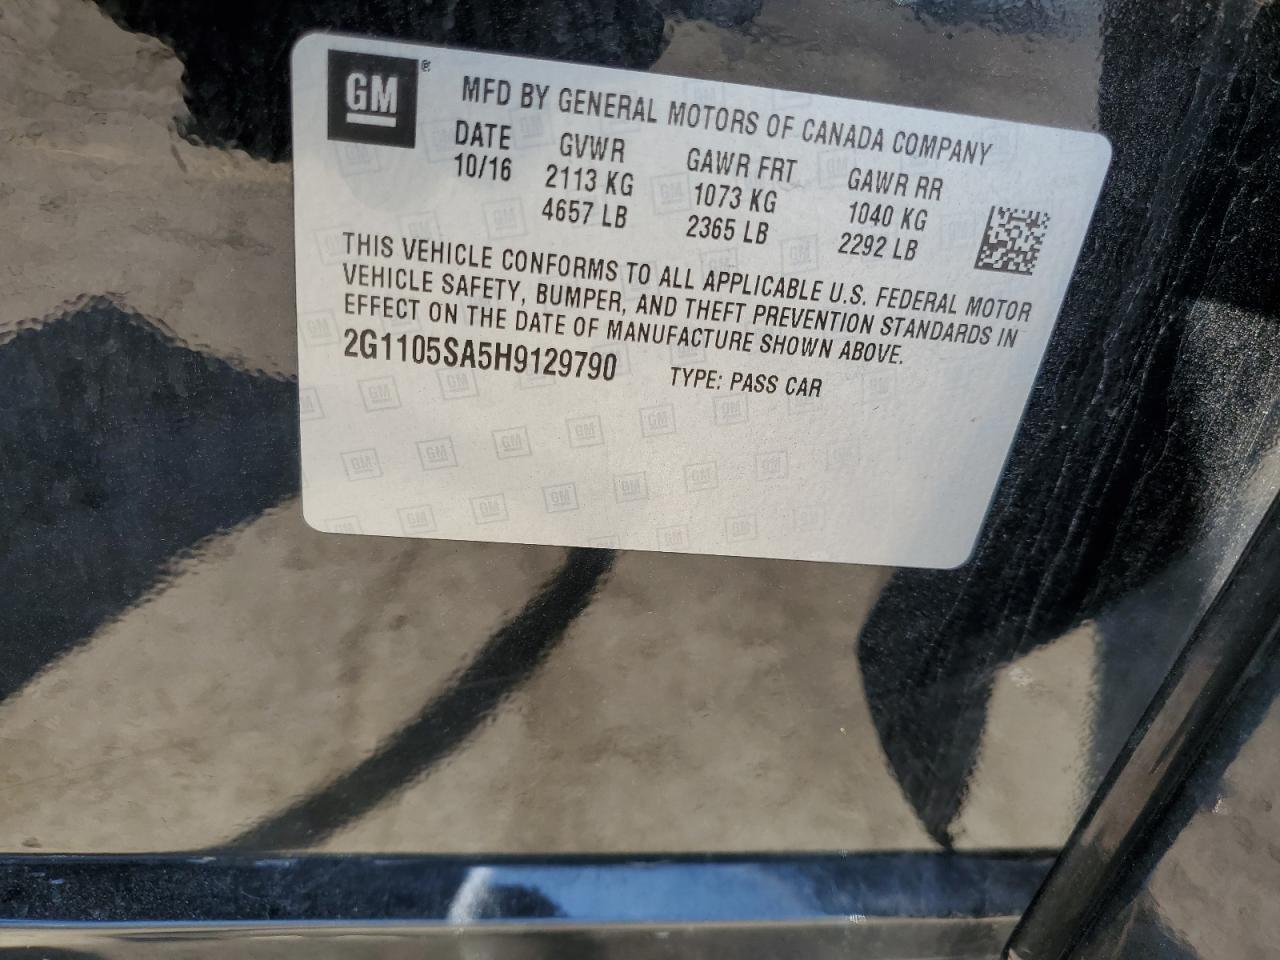 GM®
MFD BY GENERAL MOTORS OF CANADA COMPANY
DATE GVWR GAWR FRT GAWR RR
10/16 2113 KG 1073 KG 1040 KG
4657 LB 2365 LB 2292 LB
THIS VEHICLE CONFORMS TO ALL APPLICABLE U.S. FEDERAL MOTOR
VEHICLE SAFETY, BUMPER, AND THEFT PREVENTION STANDARDS IN
EFFECT ON THE DATE OF MANUFACTURE SHOWN ABOVE.
2G1105SA5H9129790 TYPE: PASS CAR